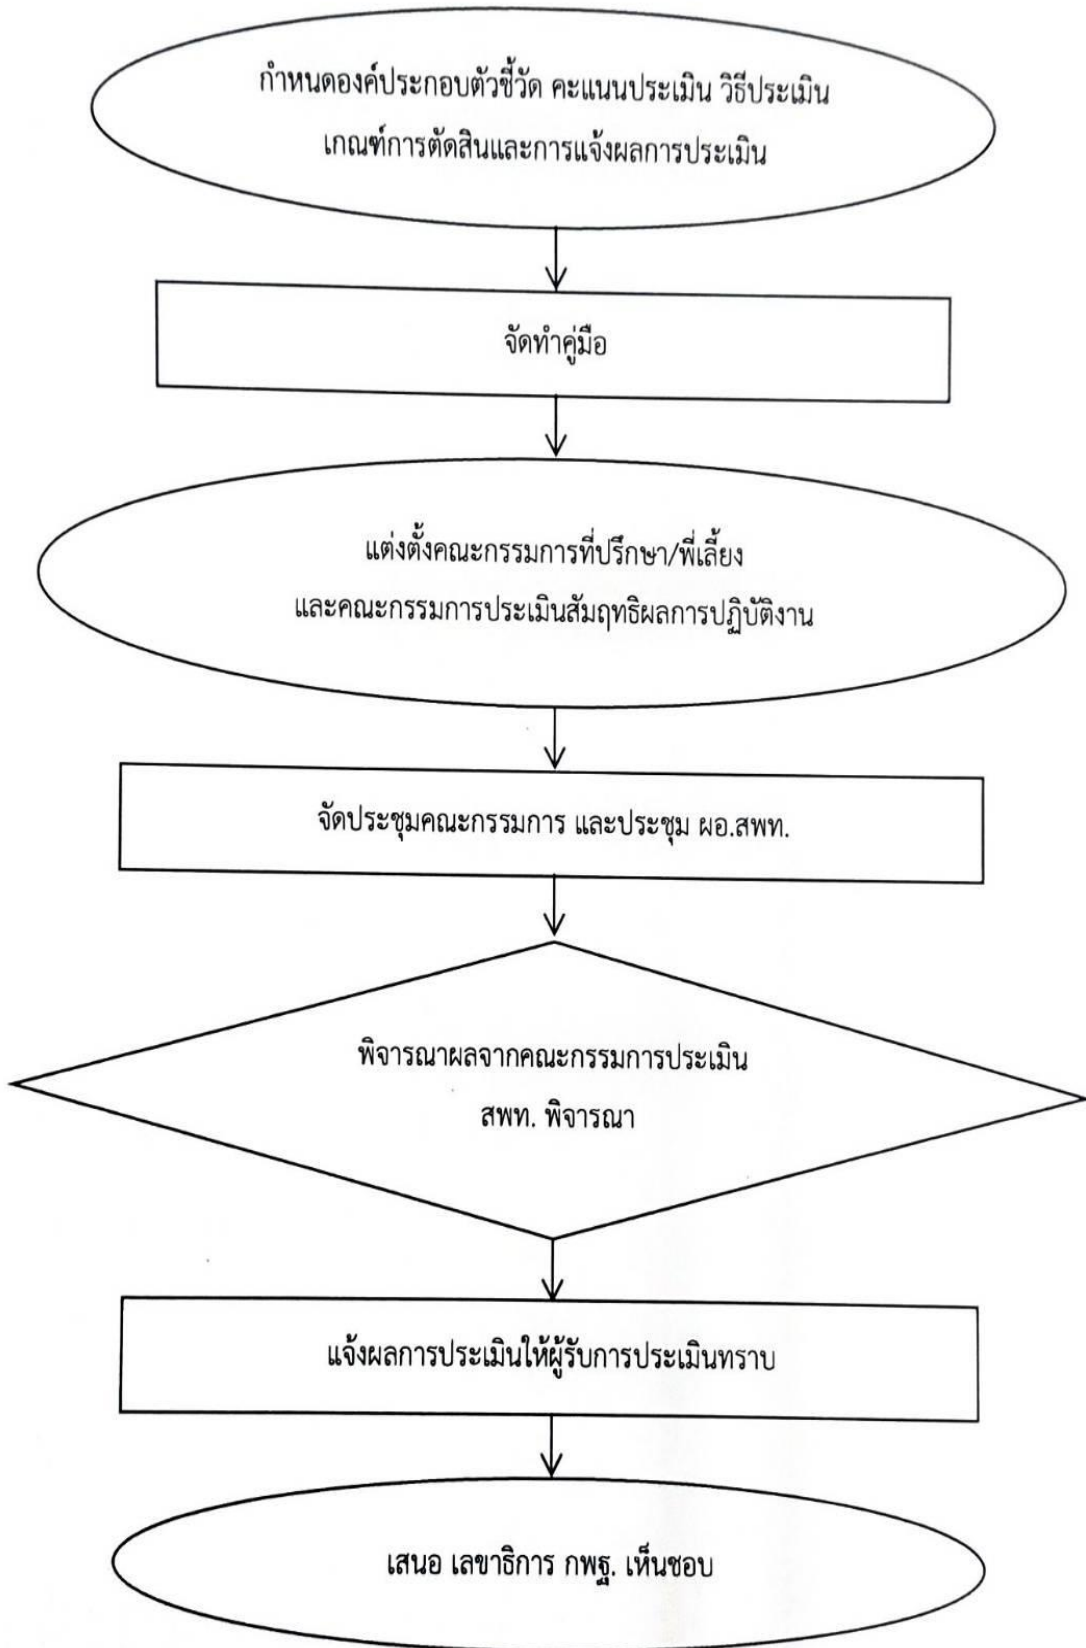 กำหนดองค์ประกอบตัวชี้วัด คะแนนประเมิน วิธีประเมิน
เกณฑ์การตัดสินและการแจ้งผลการประเมิน
จัดทำคู่มือ
แต่งตั้งคณะกรรมการที่ปรึกษา/พี่เลี้ยง
และคณะกรรมการประเมินสัมฤทธิผลการปฏิบัติงาน
จัดประชุมคณะกรรมการ และประชุม ผอ.สพท.
พิจารณาผลจากคณะกรรมการประเมิน
สพท. พิจารณา
แจ้งผลการประเมินให้ผู้รับการประเมินทราบ
เสนอ เลขาธิการ กพฐ. เห็นชอบ